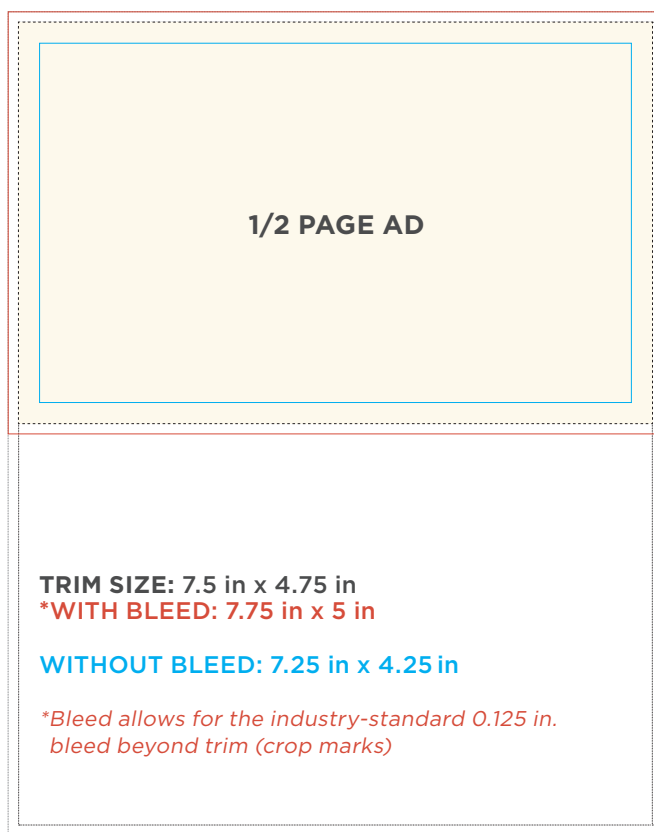 1/2 PAGE AD
TRIM SIZE: 7.5 in x 4.75 in
*WITH BLEED: 7.75 in x 5 in
WITHOUT BLEED: 7.25 in x 4.25 in
*Bleed allows for the industry-standard 0.125 in.
bleed beyond trim (crop marks)